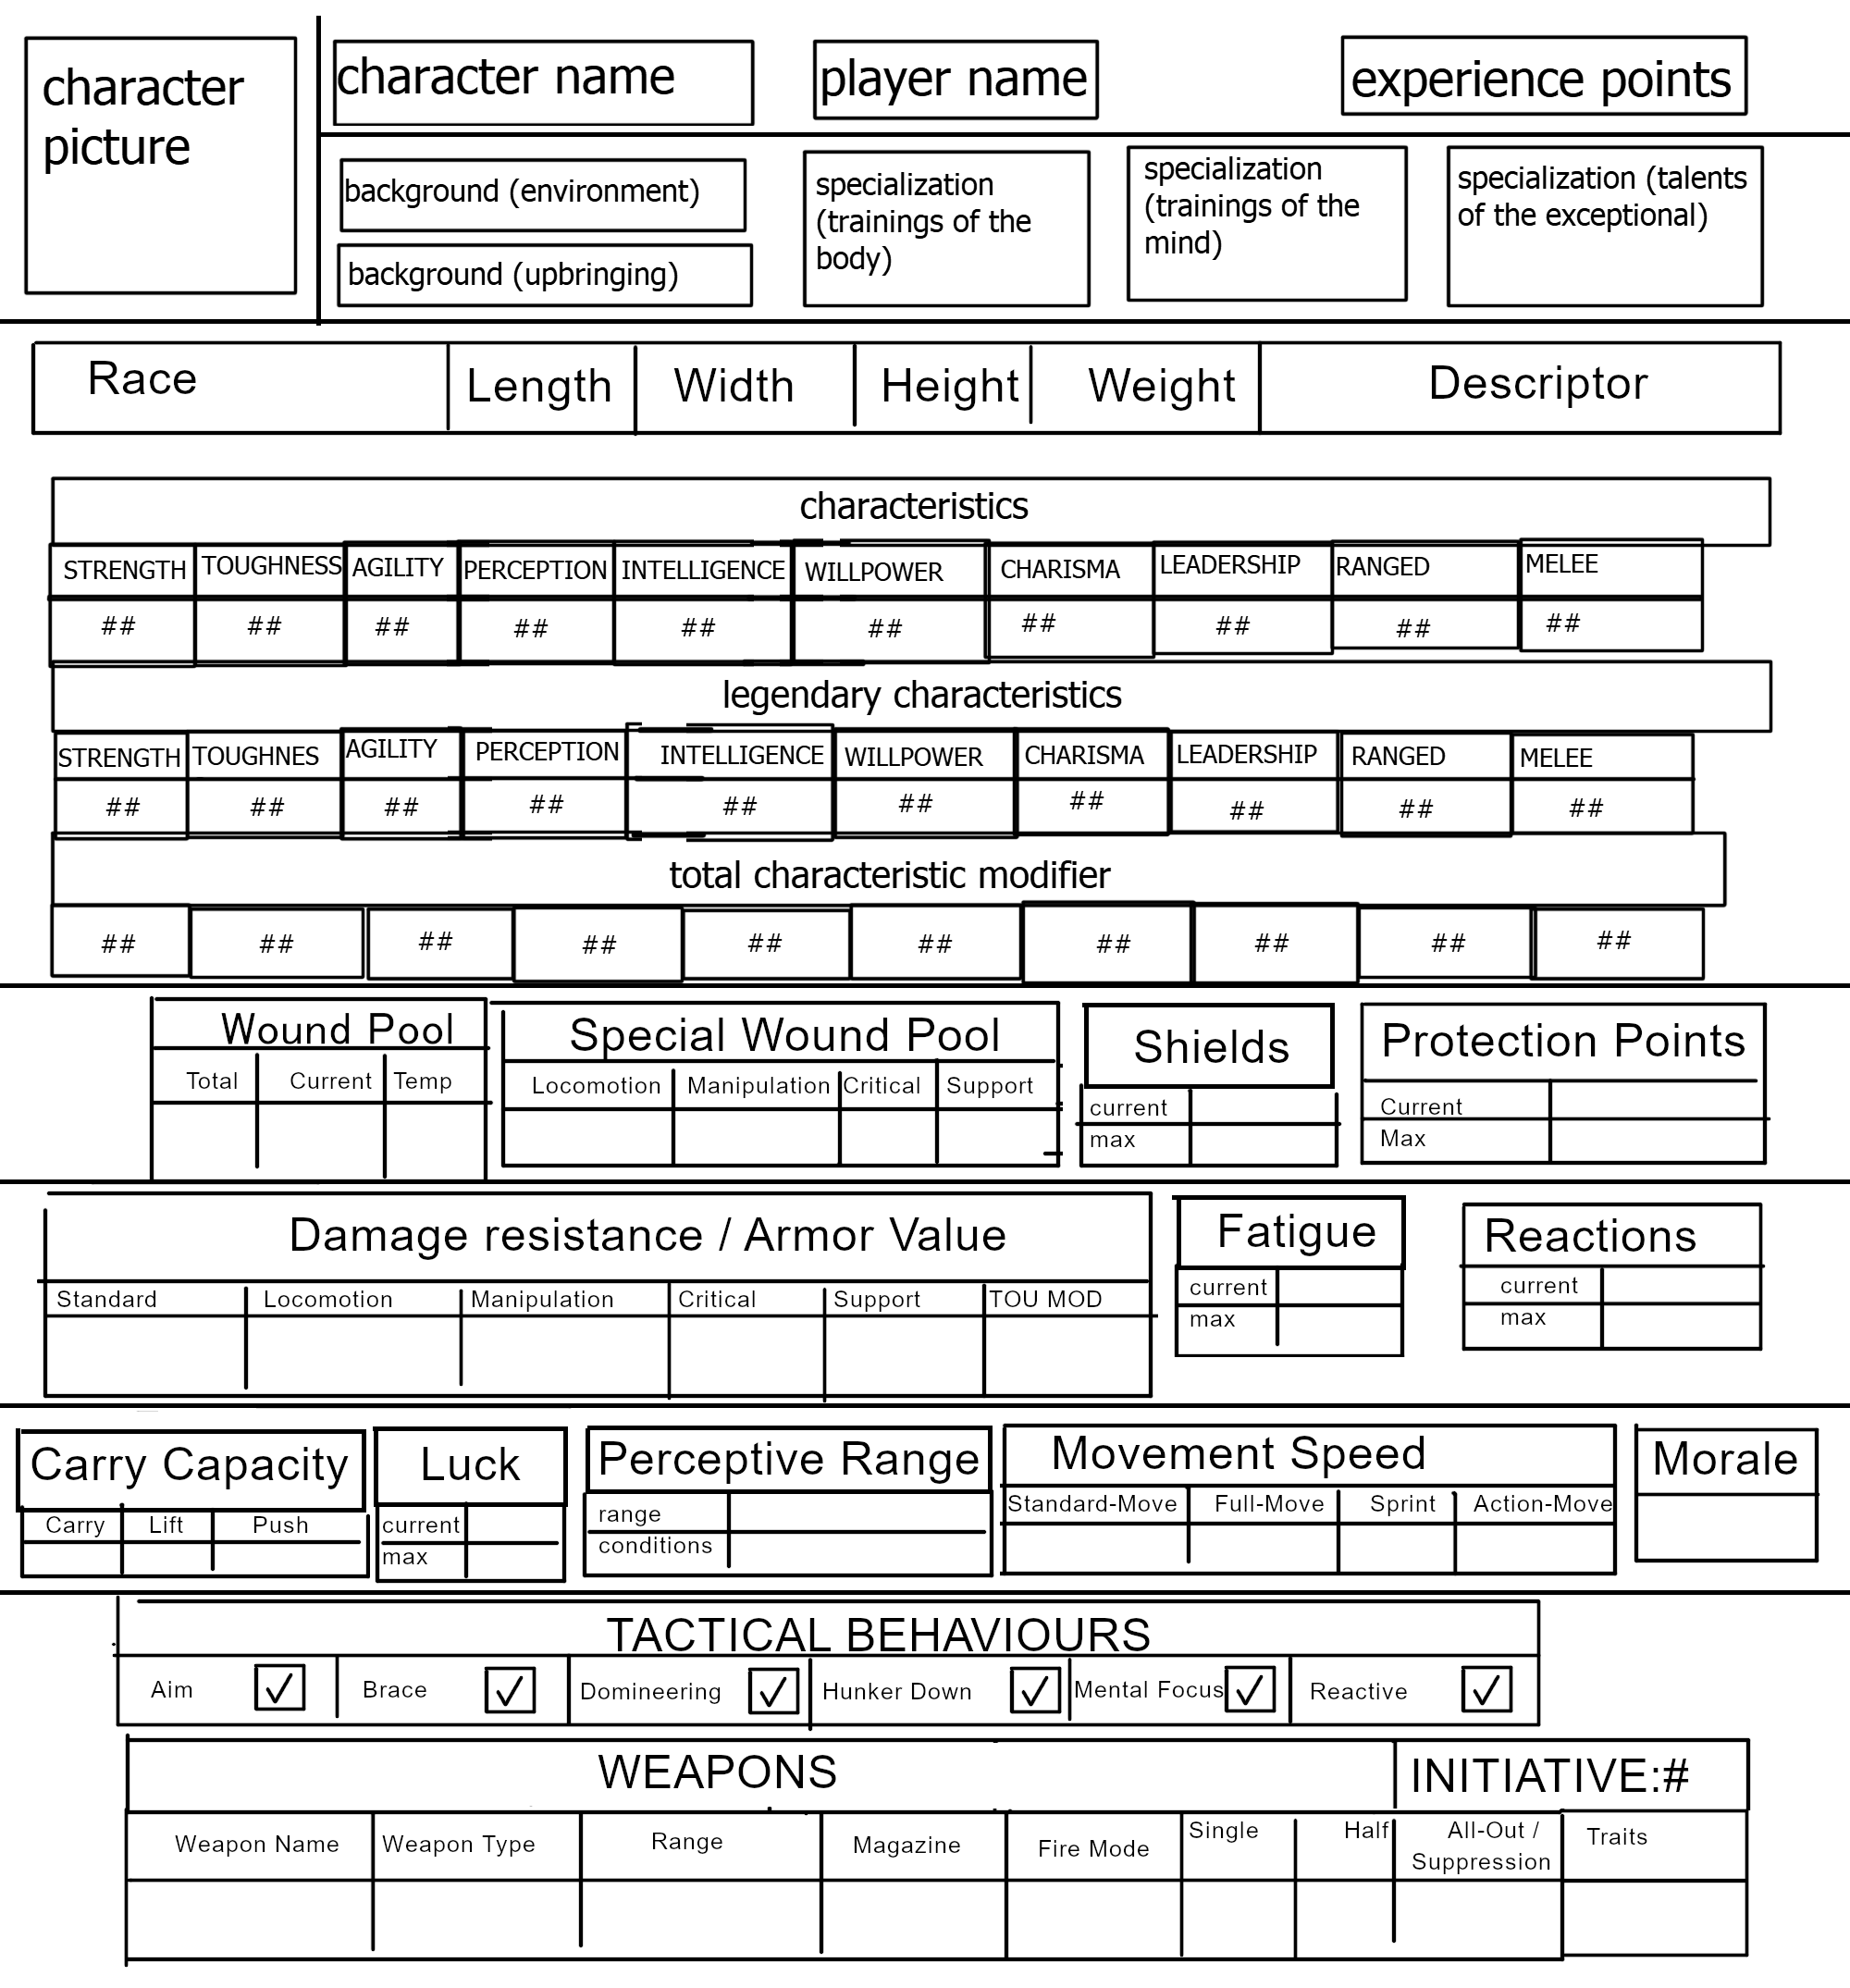 character
picture
character name
player name
experience points
background (environment)
background (upbringing)
specialization
(trainings of the
body)
specialization
(trainings of the
mind)
specialization (talents
of the exceptional)
Race Length Width Height Weight Descriptor
characteristics
STRENGTH TOUGHNESS AGILITY PERCEPTION INTELLIGENCE WILLPOWER CHARISMA LEADERSHIP RANGED MELEE
## ## ## ## ## ## ## ## ## ##
legendary characteristics
STRENGTH TOUGHNES AGILITY PERCEPTION INTELLIGENCE WILLPOWER CHARISMA LEADERSHIP RANGED MELEE
## ## ## ## ## ## ## ## ## ##
total characteristic modifier
## ## ## ## ## ## ## ## ## ##
Wound Pool
Total Current Temp
Special Wound Pool
Locomotion Manipulation Critical Support
Shields
current
max
Protection Points
Current
Max
Damage resistance / Armor Value
Standard Locomotion Manipulation Critical Support TOU MOD
Fatigue
current
max
Reactions
current
max
Carry Capacity
Carry Lift Push
Luck
current
max
Perceptive Range
range
conditions
Movement Speed
Standard-Move Full-Move Sprint Action-Move
Morale
TACTICAL BEHAVIOURS
Aim Brace Domineering Hunker Down Mental Focus Reactive
WEAPONS INITIATIVE:#
Weapon Name Weapon Type Range Magazine Fire Mode Single Half All-Out /
Suppression Traits